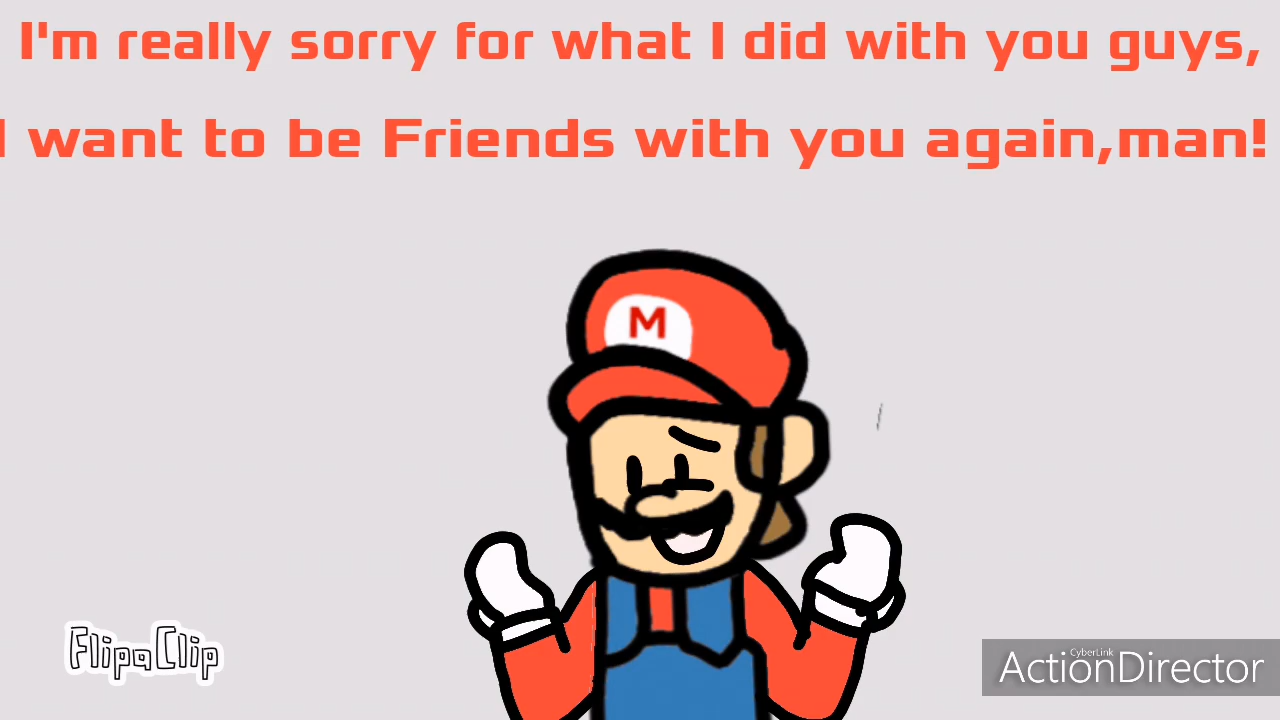 I'm really sorry for what I did with you guys,
I want to be Friends with you again,man!
M
FlipaClip
CyberLink
ActionDirector